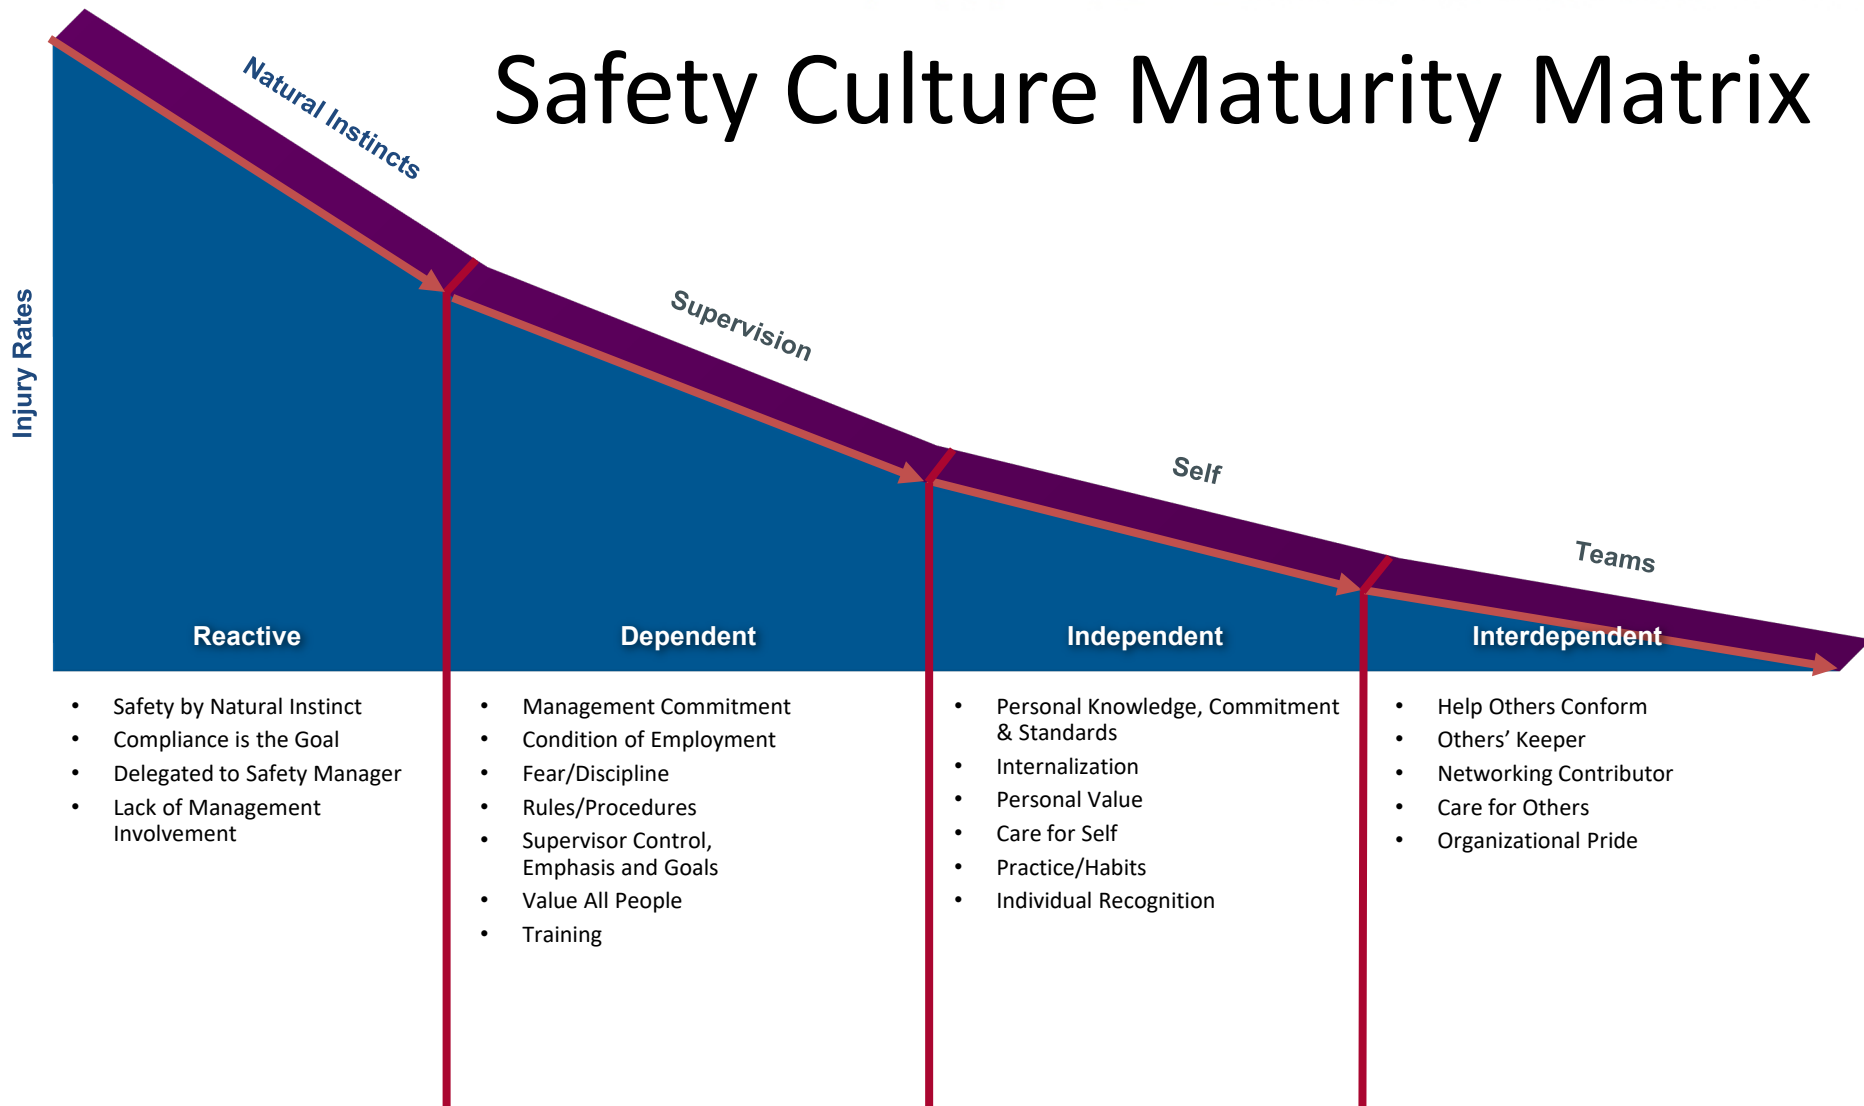 Safety Culture Maturity Matrix
Natural Instincts
Supervision
Self
Teams
Injury Rates
Reactive
Dependent
Independent
Interdependent
• Safety by Natural Instinct
• Compliance is the Goal
• Delegated to Safety Manager
• Lack of Management
Involvement
• Management Commitment
• Condition of Employment
• Fear/Discipline
• Rules/Procedures
• Supervisor Control,
Emphasis and Goals
• Value All People
• Training
• Personal Knowledge, Commitment
& Standards
• Internalization
• Personal Value
• Care for Self
• Practice/Habits
• Individual Recognition
• Help Others Conform
• Others’ Keeper
• Networking Contributor
• Care for Others
• Organizational Pride